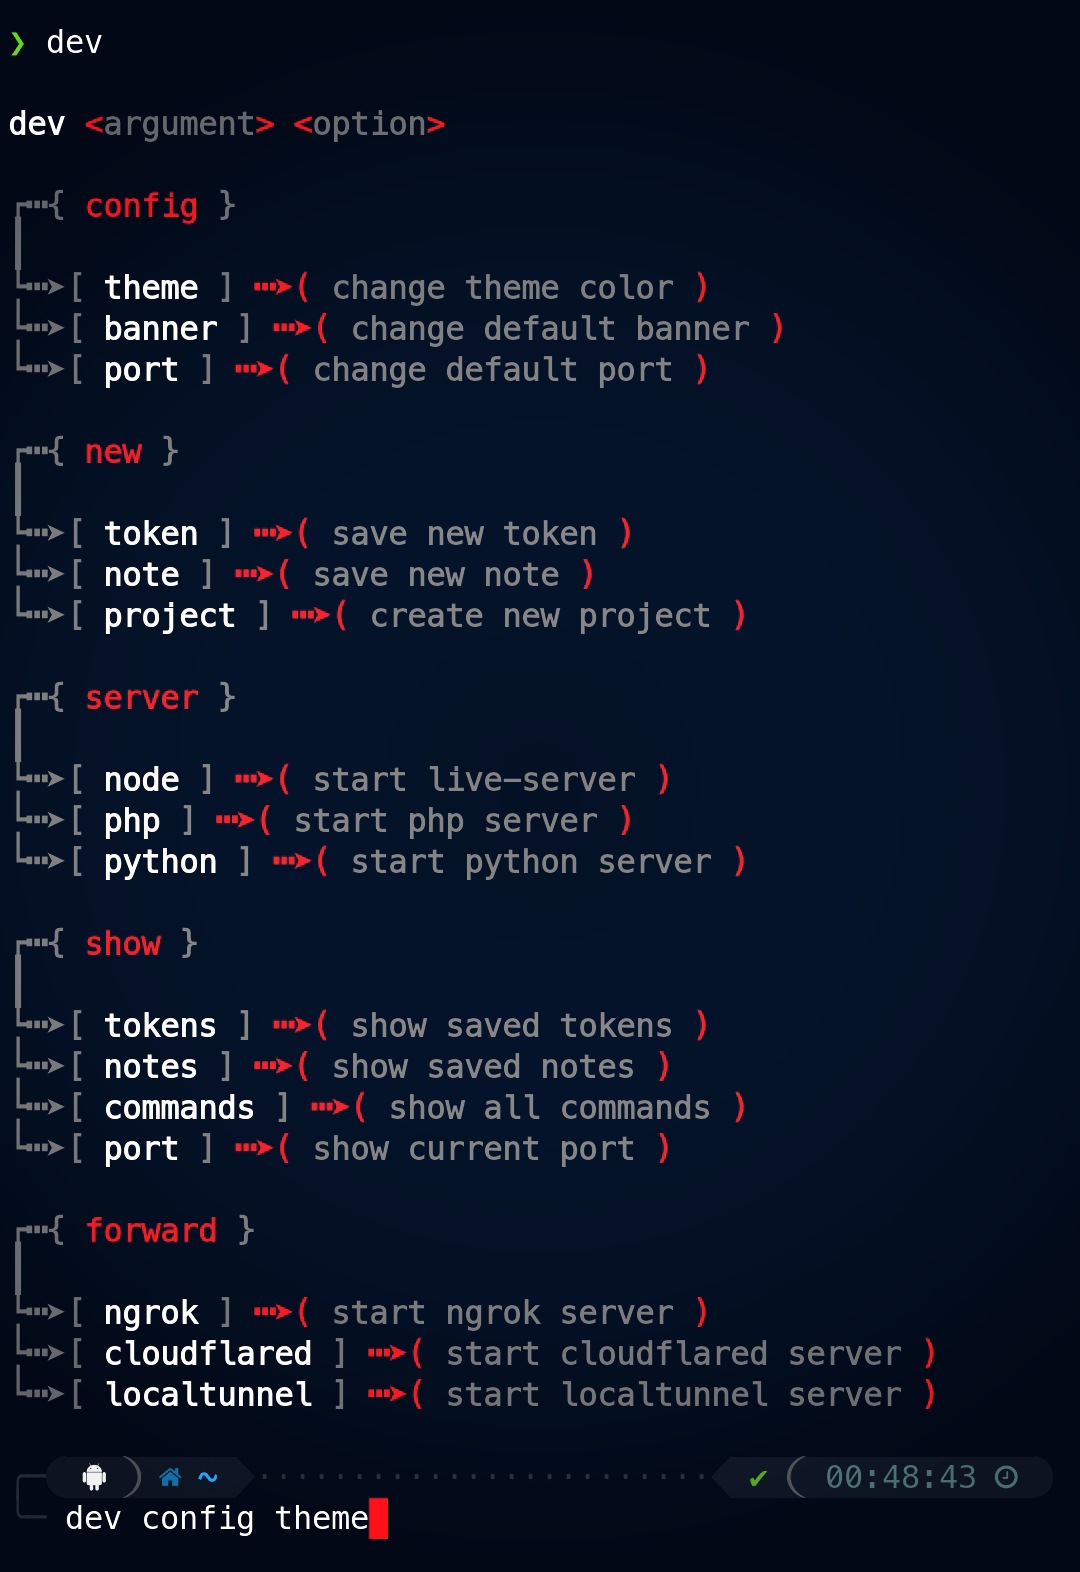 ❯ dev
dev <argument> <option>
┌┅{ config }
└┅➤[ theme ] ┅➤( change theme color )
└┅➤[ banner ] ┅➤( change default banner )
└┅➤[ port ] ┅➤( change default port )
┌┅{ new }
└┅➤[ token ] ┅➤( save new token )
└┅➤[ note ] ┅➤( save new note )
└┅➤[ project ] ┅➤( create new project )
┌┅{ server }
└┅➤[ node ] ┅➤( start live-server )
└┅➤[ php ] ┅➤( start php server )
└┅➤[ python ] ┅➤( start python server )
┌┅{ show }
└┅➤[ tokens ] ┅➤( show saved tokens )
└┅➤[ notes ] ┅➤( show saved notes )
└┅➤[ commands ] ┅➤( show all commands )
└┅➤[ port ] ┅➤( show current port )
┌┅{ forward }
└┅➤[ ngrok ] ┅➤( start ngrok server )
└┅➤[ cloudflared ] ┅➤( start cloudflared server )
└┅➤[ localtunnel ] ┅➤( start localtunnel server )
~ ✔ 00:48:43
dev config theme